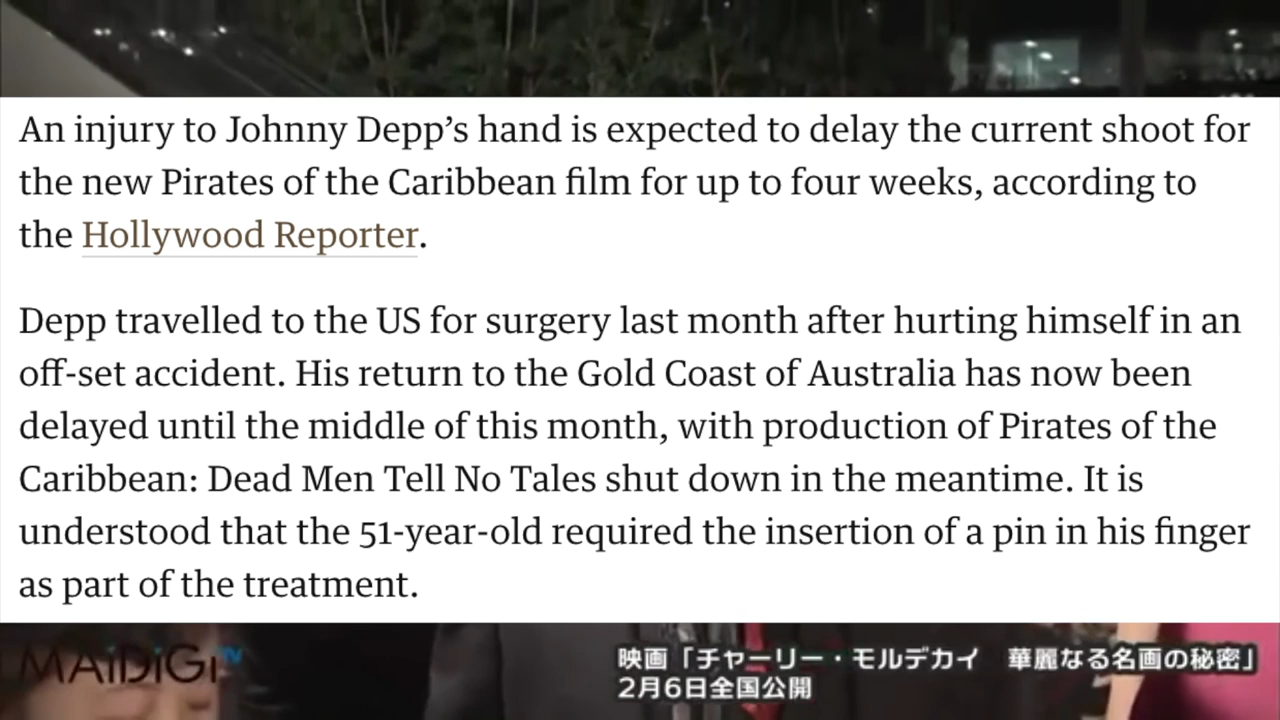 An injury to Johnny Depp’s hand is expected to delay the current shoot for
the new Pirates of the Caribbean film for up to four weeks, according to
the Hollywood Reporter.
Depp travelled to the US for surgery last month after hurting himself in an
off-set accident. His return to the Gold Coast of Australia has now been
delayed until the middle of this month, with production of Pirates of the
Caribbean: Dead Men Tell No Tales shut down in the meantime. It is
understood that the 51-year-old required the insertion of a pin in his finger
as part of the treatment.
MAiDiGiTV
映画「チャーリー・モルデカイ 華麗なる名画の秘密」
2月6日全国公開